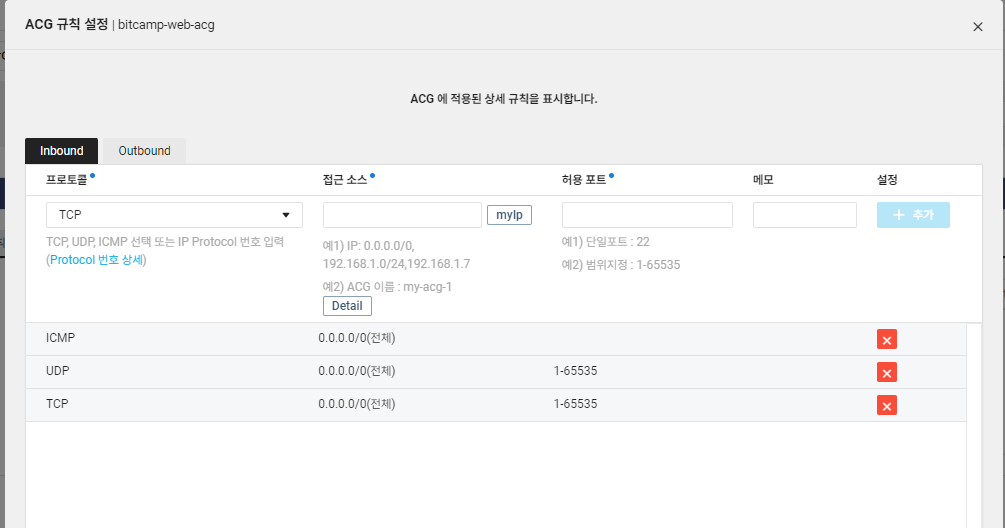 ACG 규칙 설정 | bitcamp-web-acg
ACG 에 적용된 상세 규칙을 표시합니다.
Inbound Outbound
프로토콜 접근 소스 허용 포트 메모 설정
TCP myIp + 추가
TCP, UDP, ICMP 선택 또는 IP Protocol 번호 입력
(Protocol 번호 상세)
예1) IP: 0.0.0.0/0,
192.168.1.0/24,192.168.1.7
예2) ACG 이름 : my-acg-1
Detail
예1) 단일포트 : 22
예2) 범위지정 : 1-65535
ICMP 0.0.0.0/0(전체)
UDP 0.0.0.0/0(전체) 1-65535
TCP 0.0.0.0/0(전체) 1-65535